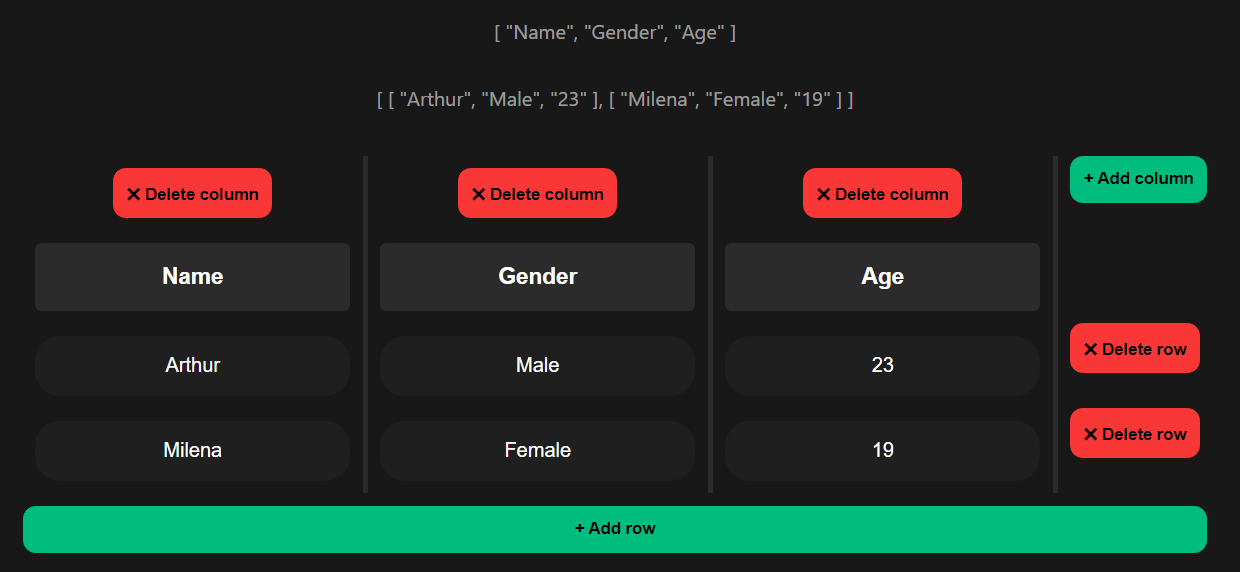 [ "Name", "Gender", "Age" ]
[ [ "Arthur", "Male", "23" ], [ "Milena", "Female", "19" ] ]
✕ Delete column ✕ Delete column ✕ Delete column + Add column
Name Gender Age
Arthur Male 23 ✕ Delete row
Milena Female 19 ✕ Delete row
+ Add row